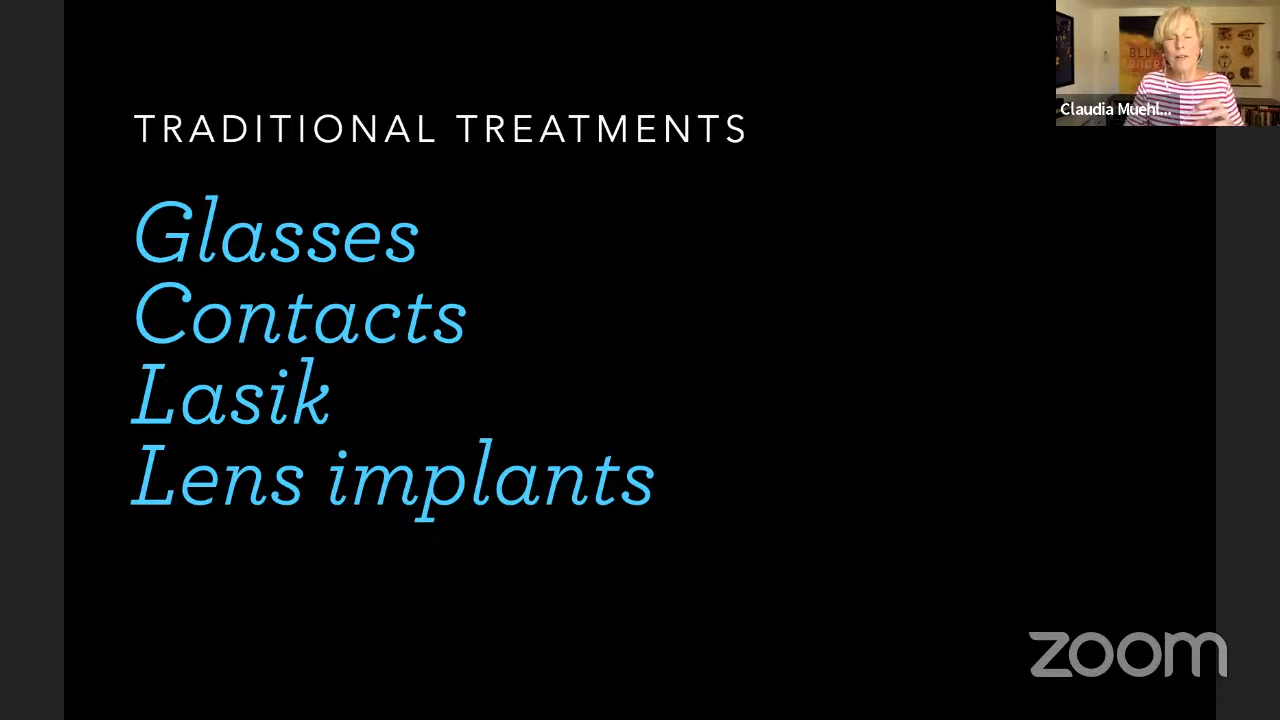 TRADITIONAL TREATMENTS
Glasses
Contacts
Lasik
Lens implants
Claudia Muehl...
zoom